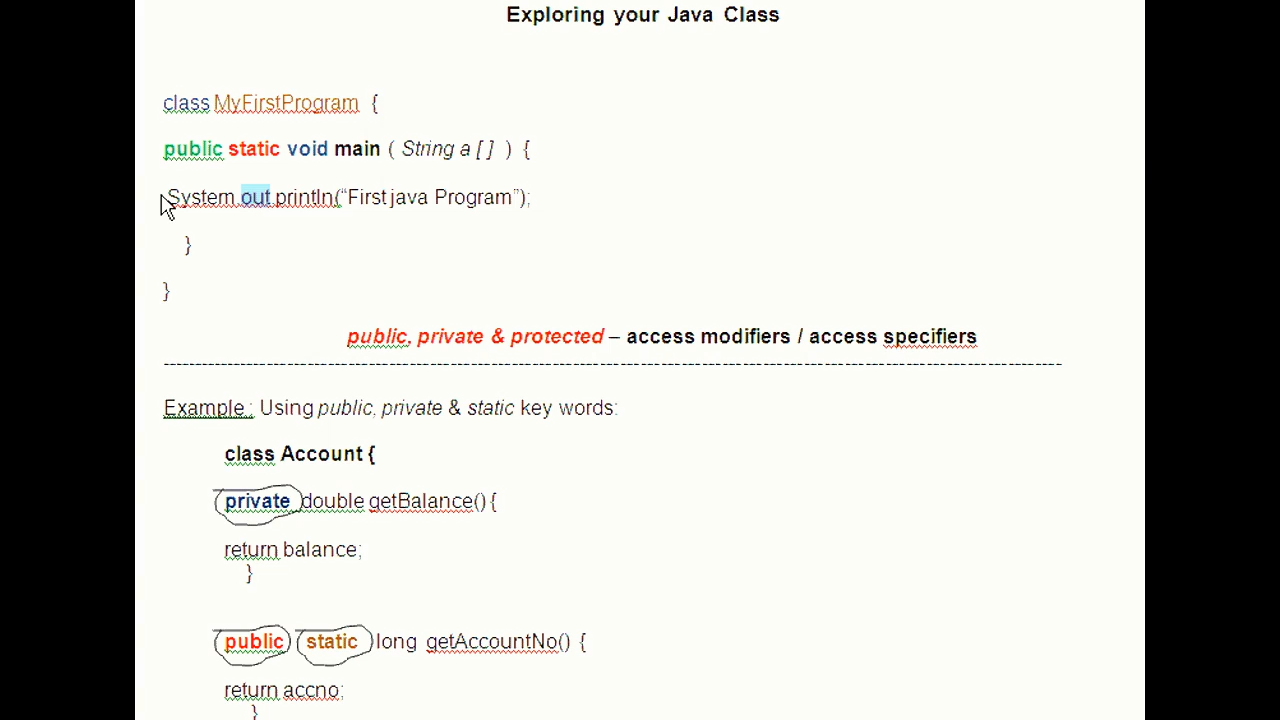 Exploring your Java Class
class MyFirstProgram {
public static void main ( String a [ ] ) {
System.out.println(“First java Program”);
}
}
public, private & protected – access modifiers / access specifiers
--------------------------------------------------------------------------------------------------------------------------------------------------
Example : Using public, private & static key words:
class Account {
private double getBalance() {
return balance;
}
public static long getAccountNo() {
return accno;
}